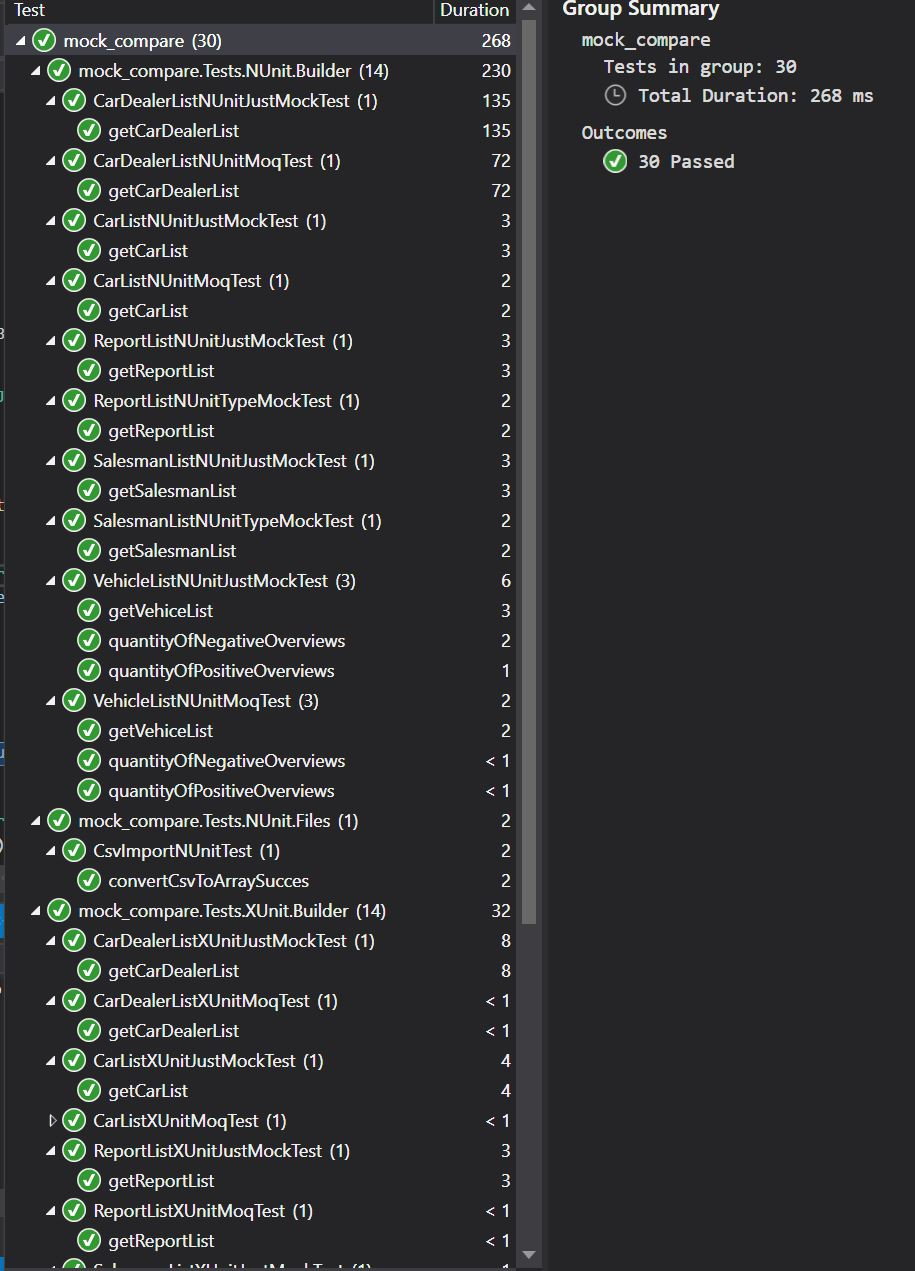 Test Duration
mock_compare (30) 268
mock_compare.Tests.NUnit.Builder (14) 230
CarDealerListNUnitJustMockTest (1) 135
getCarDealerList 135
CarDealerListNUnitMoqTest (1) 72
getCarDealerList 72
CarListNUnitJustMockTest (1) 3
getCarList 3
CarListNUnitMoqTest (1) 2
getCarList 2
ReportListNUnitJustMockTest (1) 3
getReportList 3
ReportListNUnitTypeMockTest (1) 2
getReportList 2
SalesmanListNUnitJustMockTest (1) 3
getSalesmanList 3
SalesmanListNUnitTypeMockTest (1) 2
getSalesmanList 2
VehicleListNUnitJustMockTest (3) 6
getVehiceList 3
quantityOfNegativeOverviews 2
quantityOfPositiveOverviews 1
VehicleListNUnitMoqTest (3) 2
getVehiceList 2
quantityOfNegativeOverviews < 1
quantityOfPositiveOverviews < 1
mock_compare.Tests.NUnit.Files (1) 2
CsvImportNUnitTest (1) 2
convertCsvToArraySucces 2
mock_compare.Tests.XUnit.Builder (14) 32
CarDealerListXUnitJustMockTest (1) 8
getCarDealerList 8
CarDealerListXUnitMoqTest (1) < 1
getCarDealerList < 1
CarListXUnitJustMockTest (1) 4
getCarList 4
CarListXUnitMoqTest (1) < 1
ReportListXUnitJustMockTest (1) 3
getReportList 3
ReportListXUnitMoqTest (1) < 1
getReportList < 1
Group Summary
mock_compare
Tests in group: 30
Total Duration: 268 ms
Outcomes
30 Passed